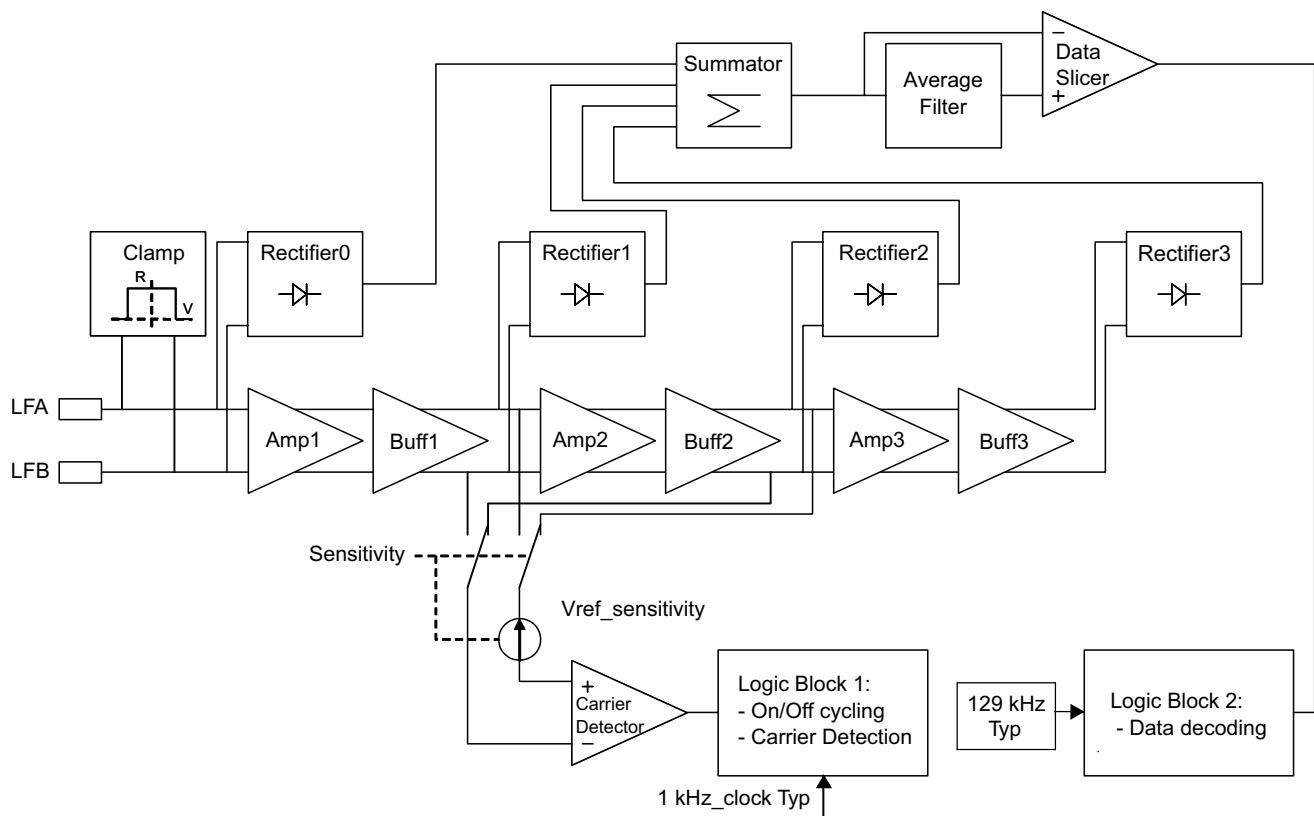 Summator
Average
Filter
−
Data
Slicer
+
Clamp
R
V
Rectifier0
Rectifier1
Rectifier2
Rectifier3
LFA
LFB
Amp1
Buff1
Amp2
Buff2
Amp3
Buff3
Sensitivity
Vref_sensitivity
+
Carrier
Detector
−
Logic Block 1:
- On/Off cycling
- Carrier Detection
129 kHz
Typ
Logic Block 2:
- Data decoding
1 kHz_clock Typ